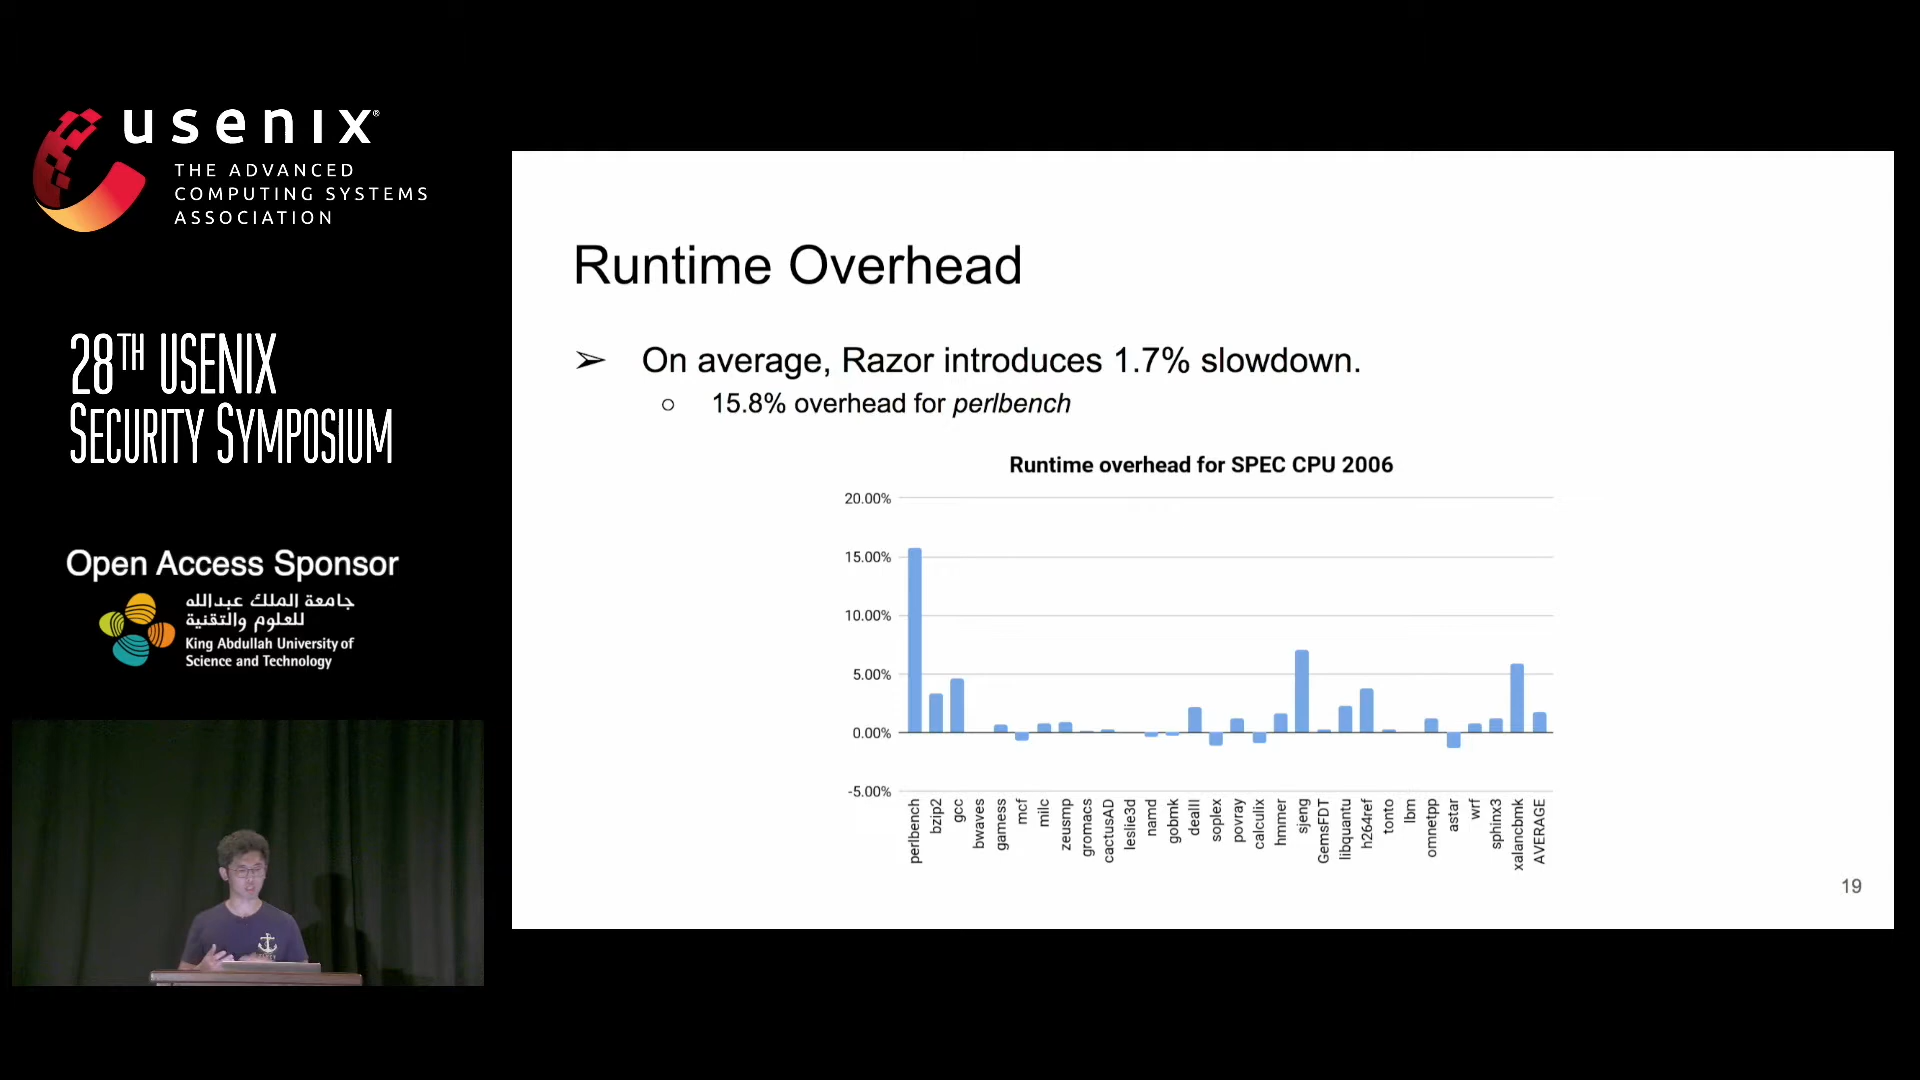 usenix®
THE ADVANCED
COMPUTING SYSTEMS
ASSOCIATION
28TH USENIX
SECURITY SYMPOSIUM
Open Access Sponsor
جامعة الملك عبدالله
للعلوم والتقنية
King Abdullah University of
Science and Technology
Runtime Overhead
➢ On average, Razor introduces 1.7% slowdown.
○ 15.8% overhead for perlbench
Runtime overhead for SPEC CPU 2006
20.00%
15.00%
10.00%
5.00%
0.00%
-5.00%
perlbench
bzip2
gcc
bwaves
gamess
mcf
milc
zeusmp
gromacs
cactusAD
leslie3d
namd
gobmk
dealII
soplex
povray
calculix
hmmer
sjeng
GemsFDT
libquantu
h264ref
tonto
lbm
omnetpp
astar
wrf
sphinx3
xalancbmk
AVERAGE
19